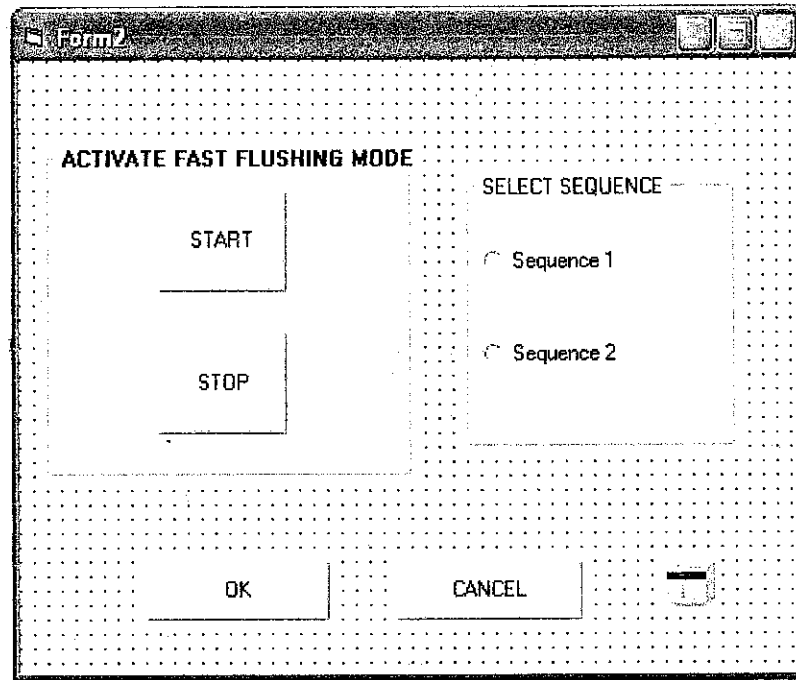 Form2
ACTIVATE FAST FLUSHING MODE
START
STOP
SELECT SEQUENCE
Sequence 1
Sequence 2
OK
CANCEL